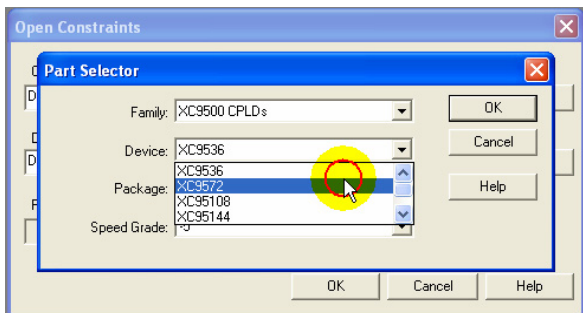 Open Constraints
Part Selector
Family: XC9500 CPLDs
OK
Device: XC9536
Cancel
XC9536
Package: XC9572
Help
XC95108
XC95144
Speed Grade: -5
OK Cancel Help